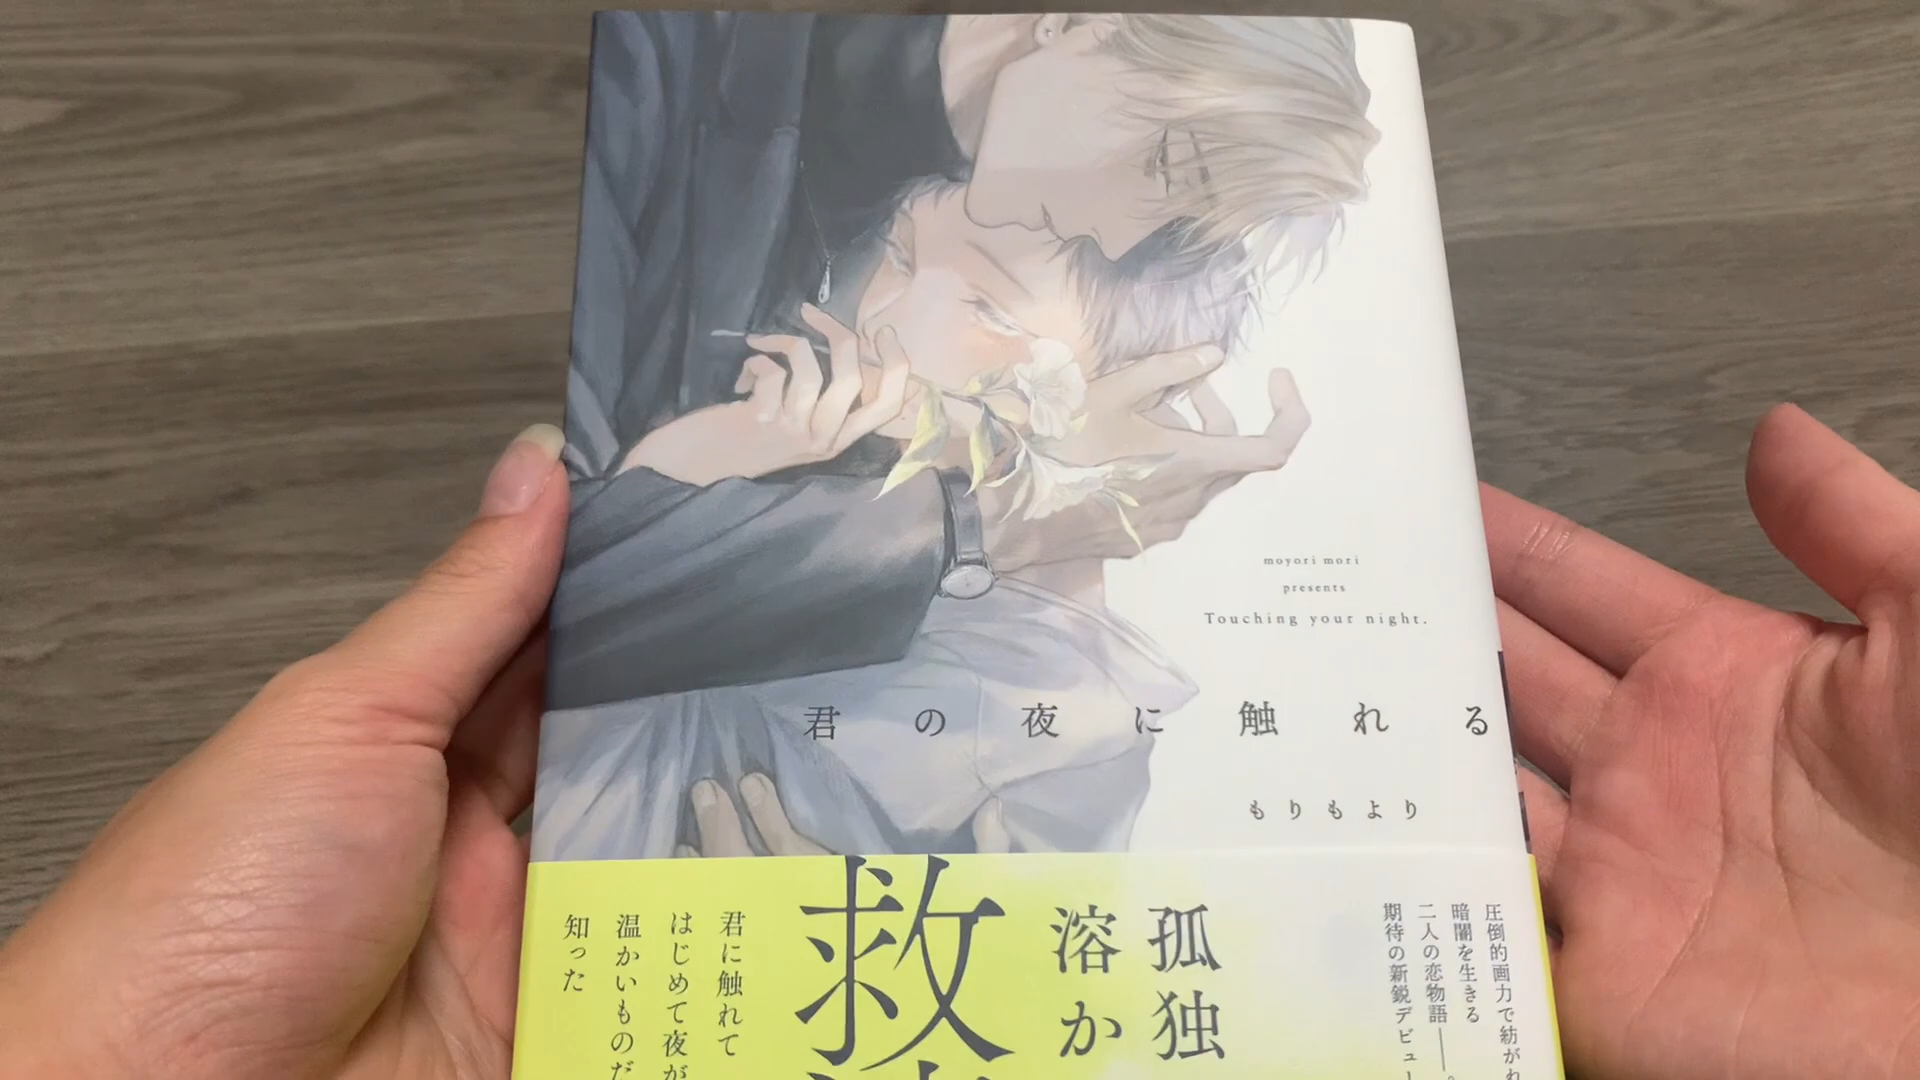 moyori mori
presents
Touching your night.
君の夜に触れる
もりもより
圧倒的画力で紡がれ
暗闇を生きる
二人の恋物語――
期待の新鋭デビュー
孤独
溶か
救
君に触れて
はじめて夜が
温かいものだ
知った